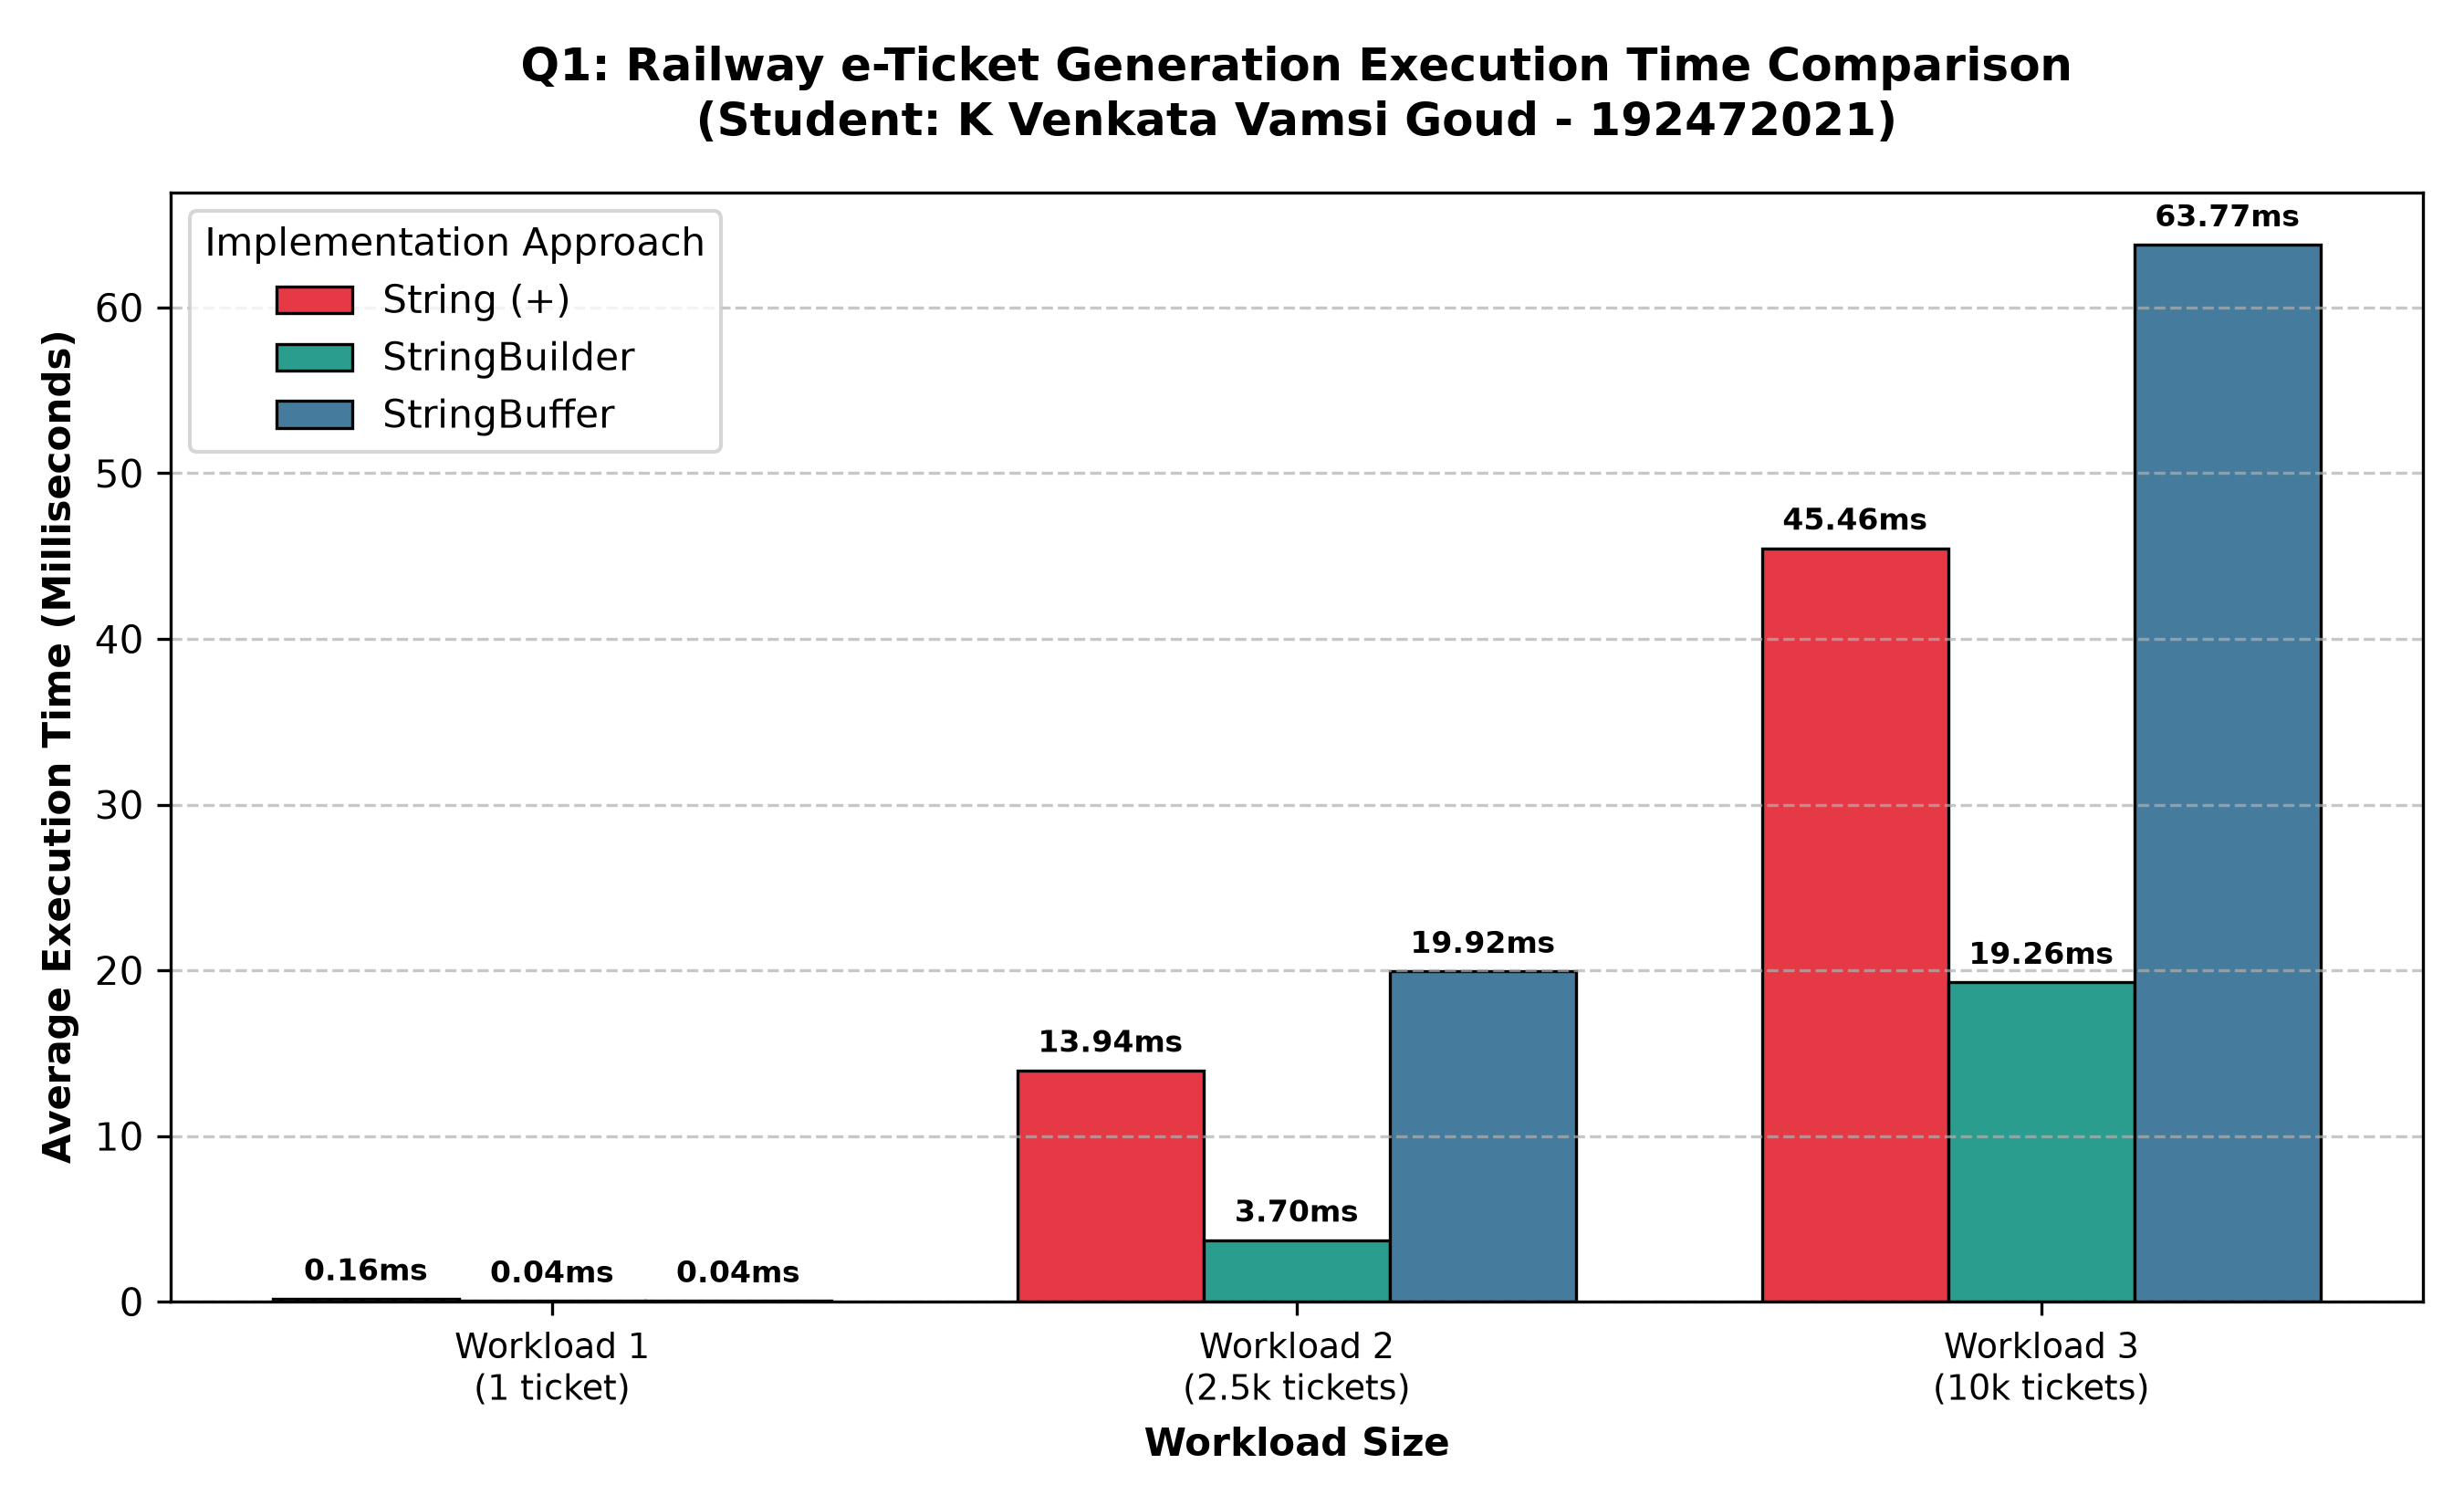 Q1: Railway e-Ticket Generation Execution Time Comparison
(Student: K Venkata Vamsi Goud - 192472021)
Implementation Approach
String (+)
StringBuilder
StringBuffer
Average Execution Time (Milliseconds)
60
50
40
30
20
10
0
0.16ms
0.04ms
0.04ms
13.94ms
3.70ms
19.92ms
45.46ms
19.26ms
63.77ms
Workload 1
(1 ticket)
Workload 2
(2.5k tickets)
Workload 3
(10k tickets)
Workload Size